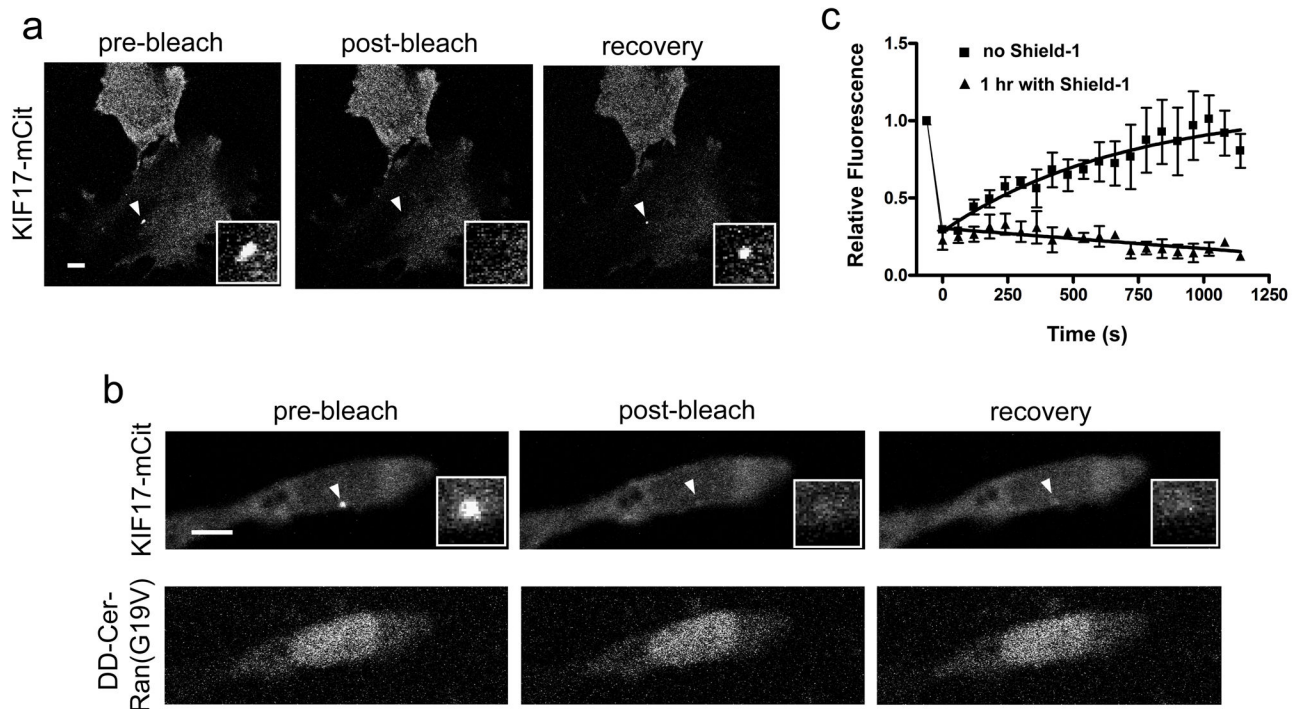 a
pre-bleach post-bleach recovery
KIF17-mCit
c
1.5
1.0
0.5
0.0
Relative Fluorescence
no Shield-1
1 hr with Shield-1
0 250 500 750 1000 1250
Time (s)
b
pre-bleach post-bleach recovery
KIF17-mCit
DD-Cer-
Ran(G19V)